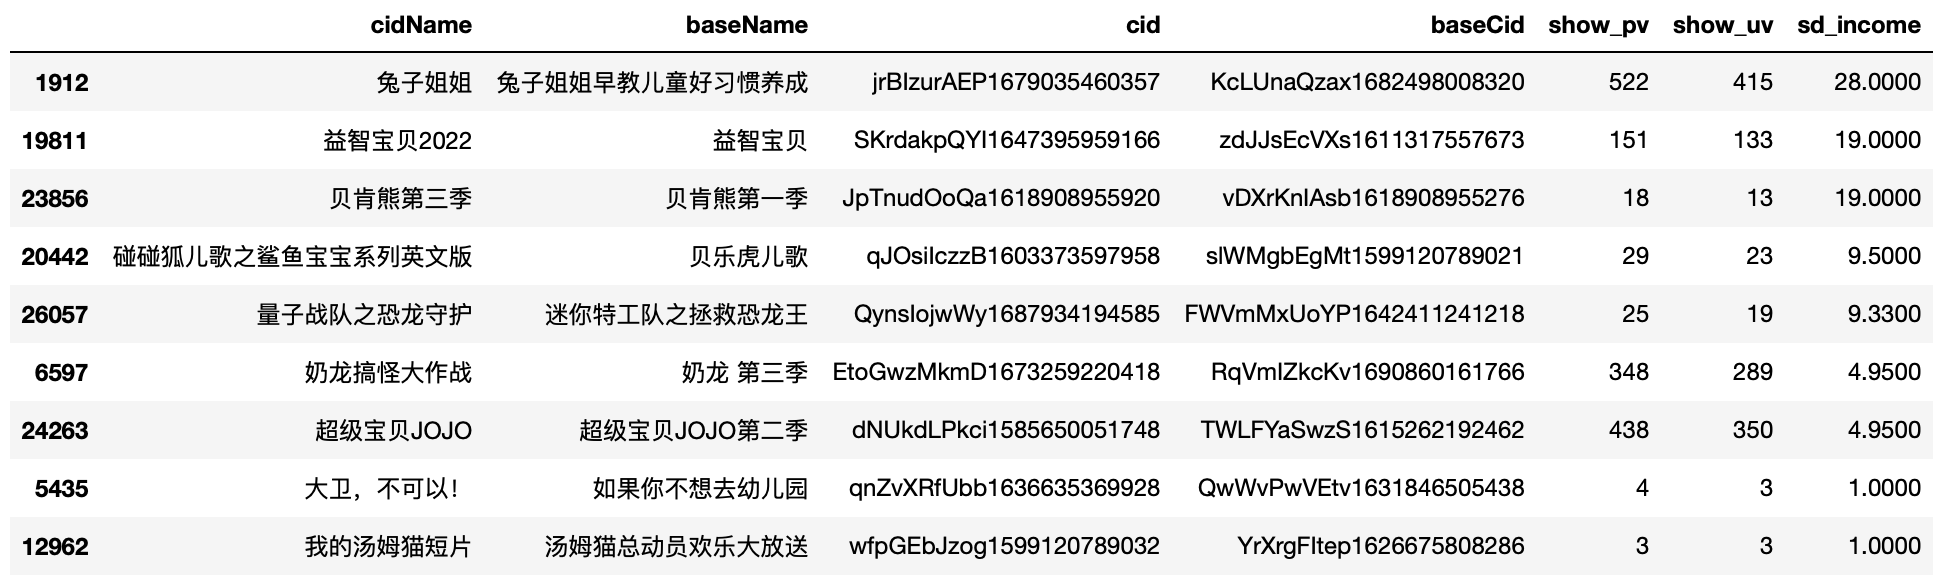 cidName baseName cid baseCid show_pv show_uv sd_income
1912 兔子姐姐 兔子姐姐早教儿童好习惯养成 jrBIzurAEP1679035460357 KcLUnaQzax1682498008320 522 415 28.0000
19811 益智宝贝2022 益智宝贝 SKrdakpQYI1647395959166 zdJJsEcVXs1611317557673 151 133 19.0000
23856 贝肯熊第三季 贝肯熊第一季 JpTnudOoQa1618908955920 vDXrKnIAsb1618908955276 18 13 19.0000
20442 碰碰狐儿歌之鲨鱼宝宝系列英文版 贝乐虎儿歌 qJOsiIczzB1603373597958 slWMgbEgMt1599120789021 29 23 9.5000
26057 量子战队之恐龙守护 迷你特工队之拯救恐龙王 QynsIojwWy1687934194585 FWVmMxUoYP1642411241218 25 19 9.3300
6597 奶龙搞怪大作战 奶龙 第三季 EtoGwzMkmD1673259220418 RqVmIZkcKv1690860161766 348 289 4.9500
24263 超级宝贝JOJO 超级宝贝JOJO第二季 dNUkdLPkci1585650051748 TWLFYaSwzS1615262192462 438 350 4.9500
5435 大卫，不可以！ 如果你不想去幼儿园 qnZvXRfUbb1636635369928 QwWvPwVEtv1631846505438 4 3 1.0000
12962 我的汤姆猫短片 汤姆猫总动员欢乐大放送 wfpGEbJzog1599120789032 YrXrgFItep1626675808286 3 3 1.0000